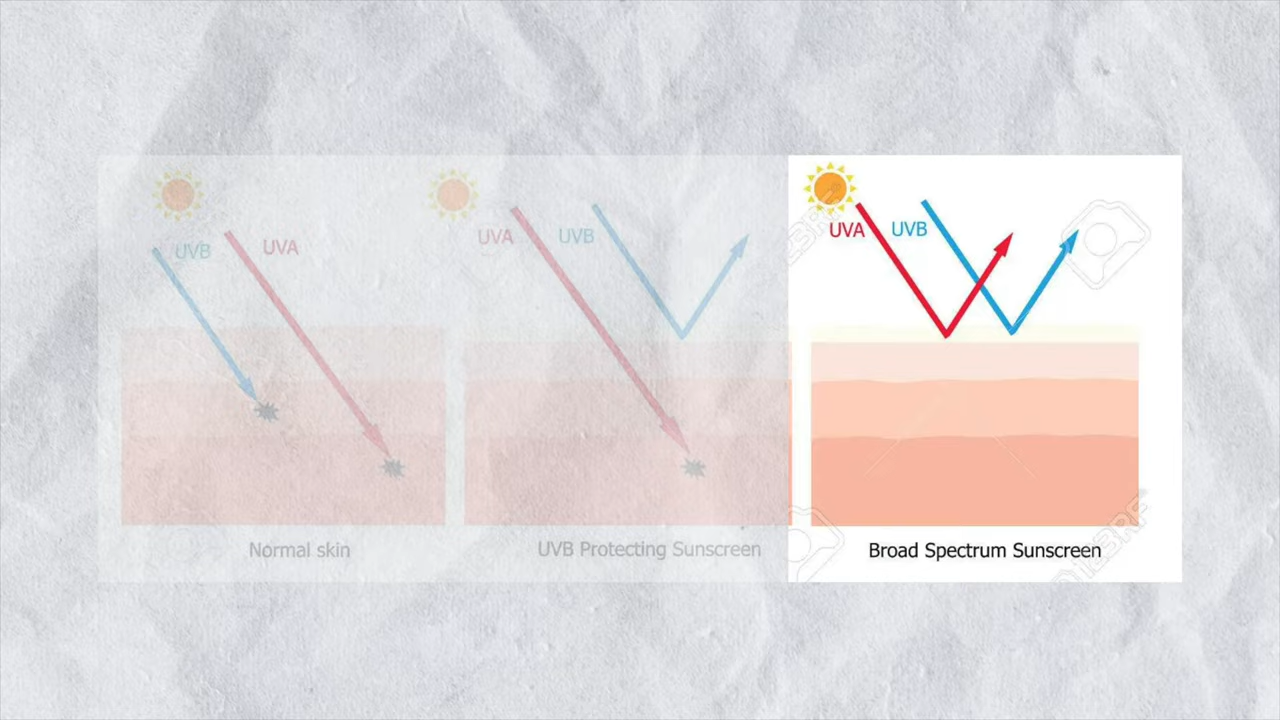 UVB
UVA
Normal skin
UVA
UVB
UVB Protecting Sunscreen
UVA
UVB
Broad Spectrum Sunscreen